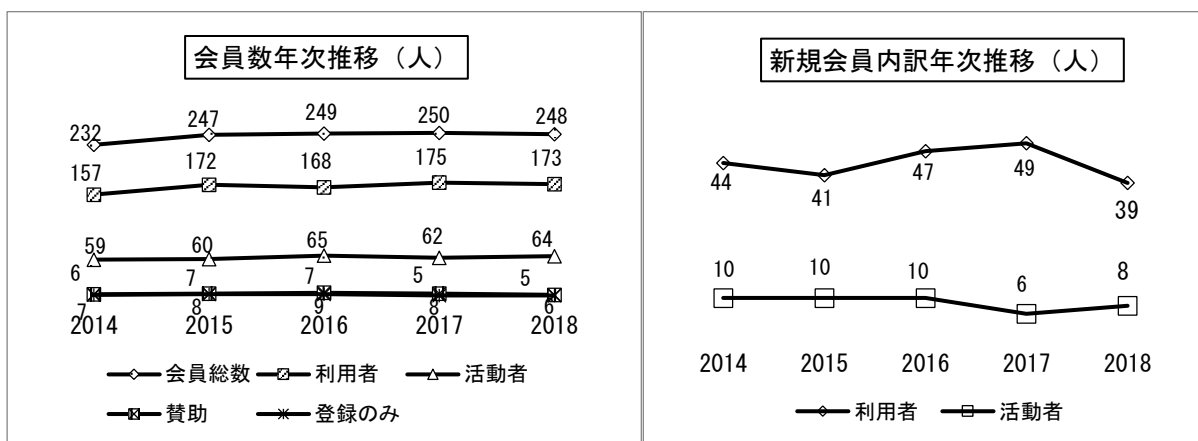 会員数年次推移（人）
232 247 249 250 248
157 172 168 175 173
59 60 65 62 64
6 7 7 5 5
7 8 9 8 6
2014 2015 2016 2017 2018
会員総数 利用者 活動者
賛助 登録のみ
新規会員内訳年次推移（人）
44 41 47 49 39
10 10 10 6 8
2014 2015 2016 2017 2018
利用者 活動者